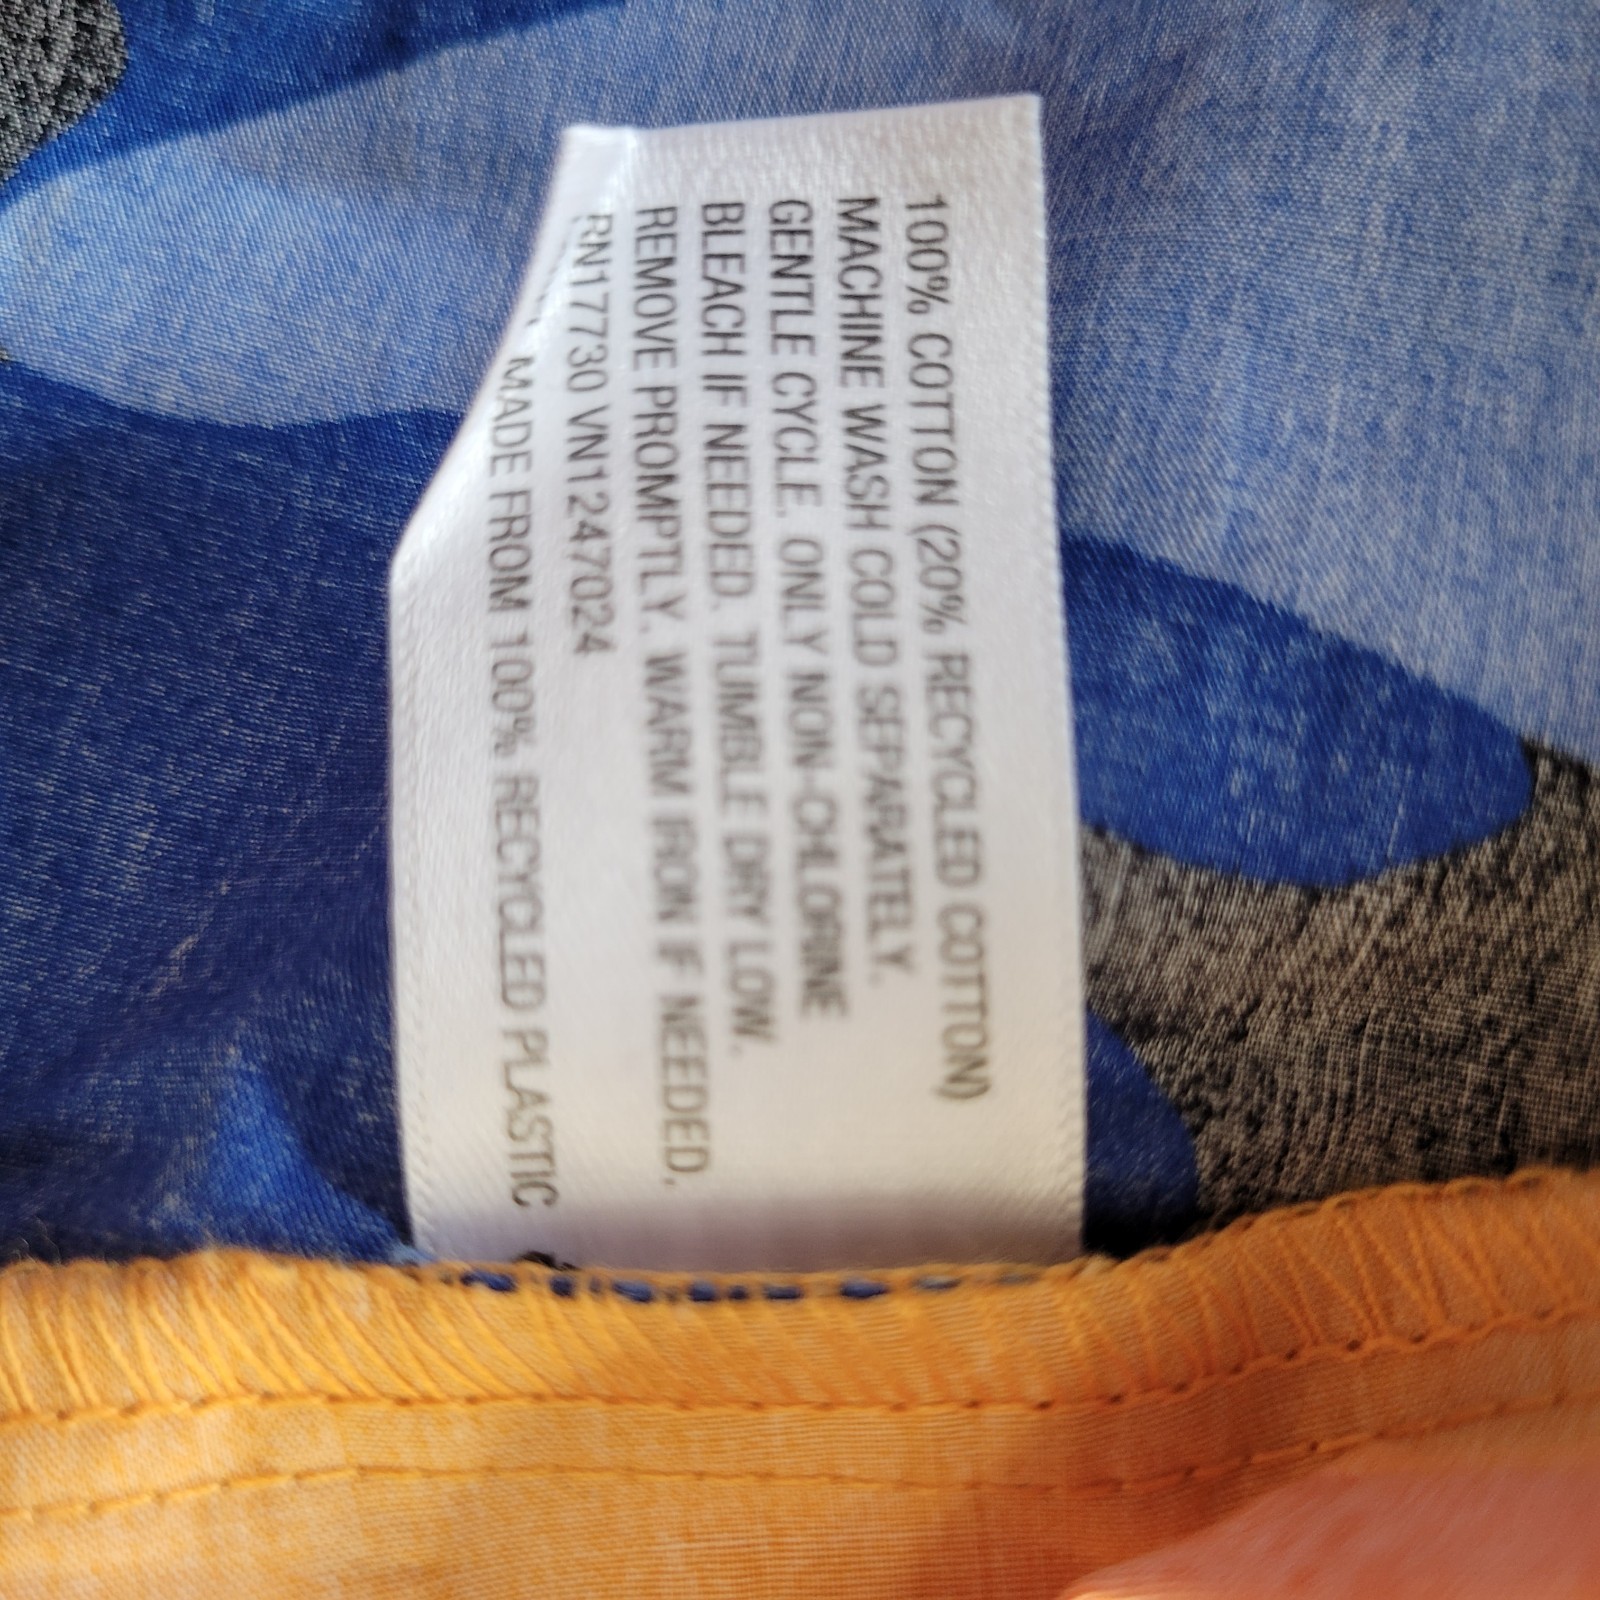 100% COTTON (20% RECYCLED COTTON)
MACHINE WASH COLD SEPARATELY.
GENTLE CYCLE. ONLY NON-CHLORINE
BLEACH IF NEEDED. TUMBLE DRY LOW.
REMOVE PROMPTLY. WARM IRON IF NEEDED.
RN17730 VN1247024
MADE FROM 100% RECYCLED PLASTIC